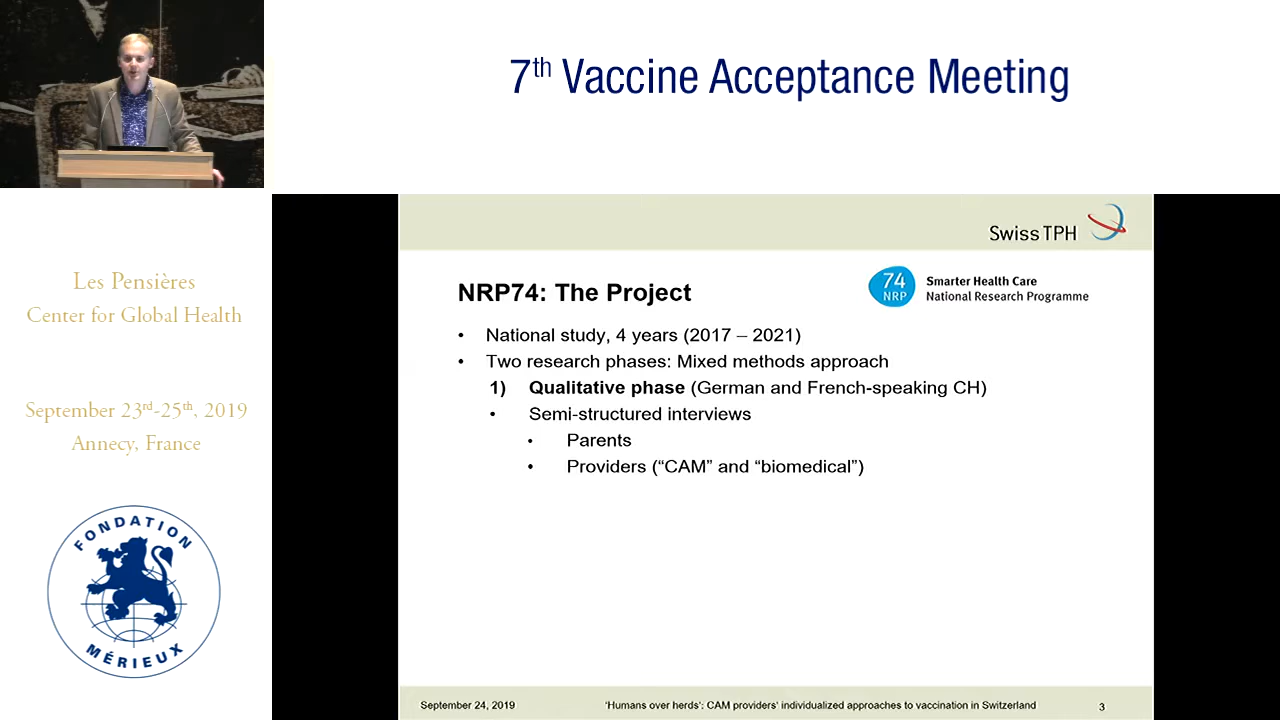 7th Vaccine Acceptance Meeting
Les Pensières
Center for Global Health
September 23rd-25th, 2019
Annecy, France
FONDATION
MÉRIEUX
Swiss TPH
NRP74: The Project
74
NRP
Smarter Health Care
National Research Programme
• National study, 4 years (2017 – 2021)
• Two research phases: Mixed methods approach
1) Qualitative phase (German and French-speaking CH)
• Semi-structured interviews
• Parents
• Providers (“CAM” and “biomedical”)
September 24, 2019
‘Humans over herds’: CAM providers’ individualized approaches to vaccination in Switzerland
3